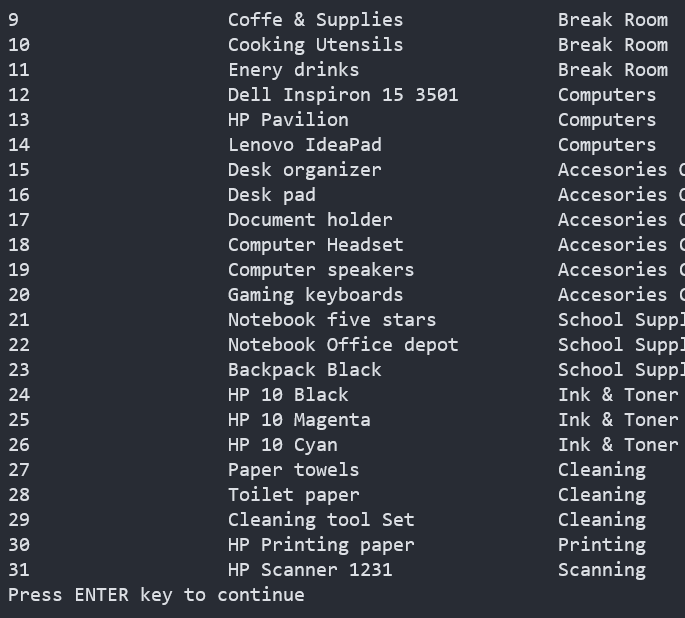 9 Coffe & Supplies Break Room
10 Cooking Utensils Break Room
11 Enery drinks Break Room
12 Dell Inspiron 15 3501 Computers
13 HP Pavilion Computers
14 Lenovo IdeaPad Computers
15 Desk organizer Accesories
16 Desk pad Accesories
17 Document holder Accesories
18 Computer Headset Accesories
19 Computer speakers Accesories
20 Gaming keyboards Accesories
21 Notebook five stars School Suppl
22 Notebook Office depot School Suppl
23 Backpack Black School Suppl
24 HP 10 Black Ink & Toner
25 HP 10 Magenta Ink & Toner
26 HP 10 Cyan Ink & Toner
27 Paper towels Cleaning
28 Toilet paper Cleaning
29 Cleaning tool Set Cleaning
30 HP Printing paper Printing
31 HP Scanner 1231 Scanning
Press ENTER key to continue